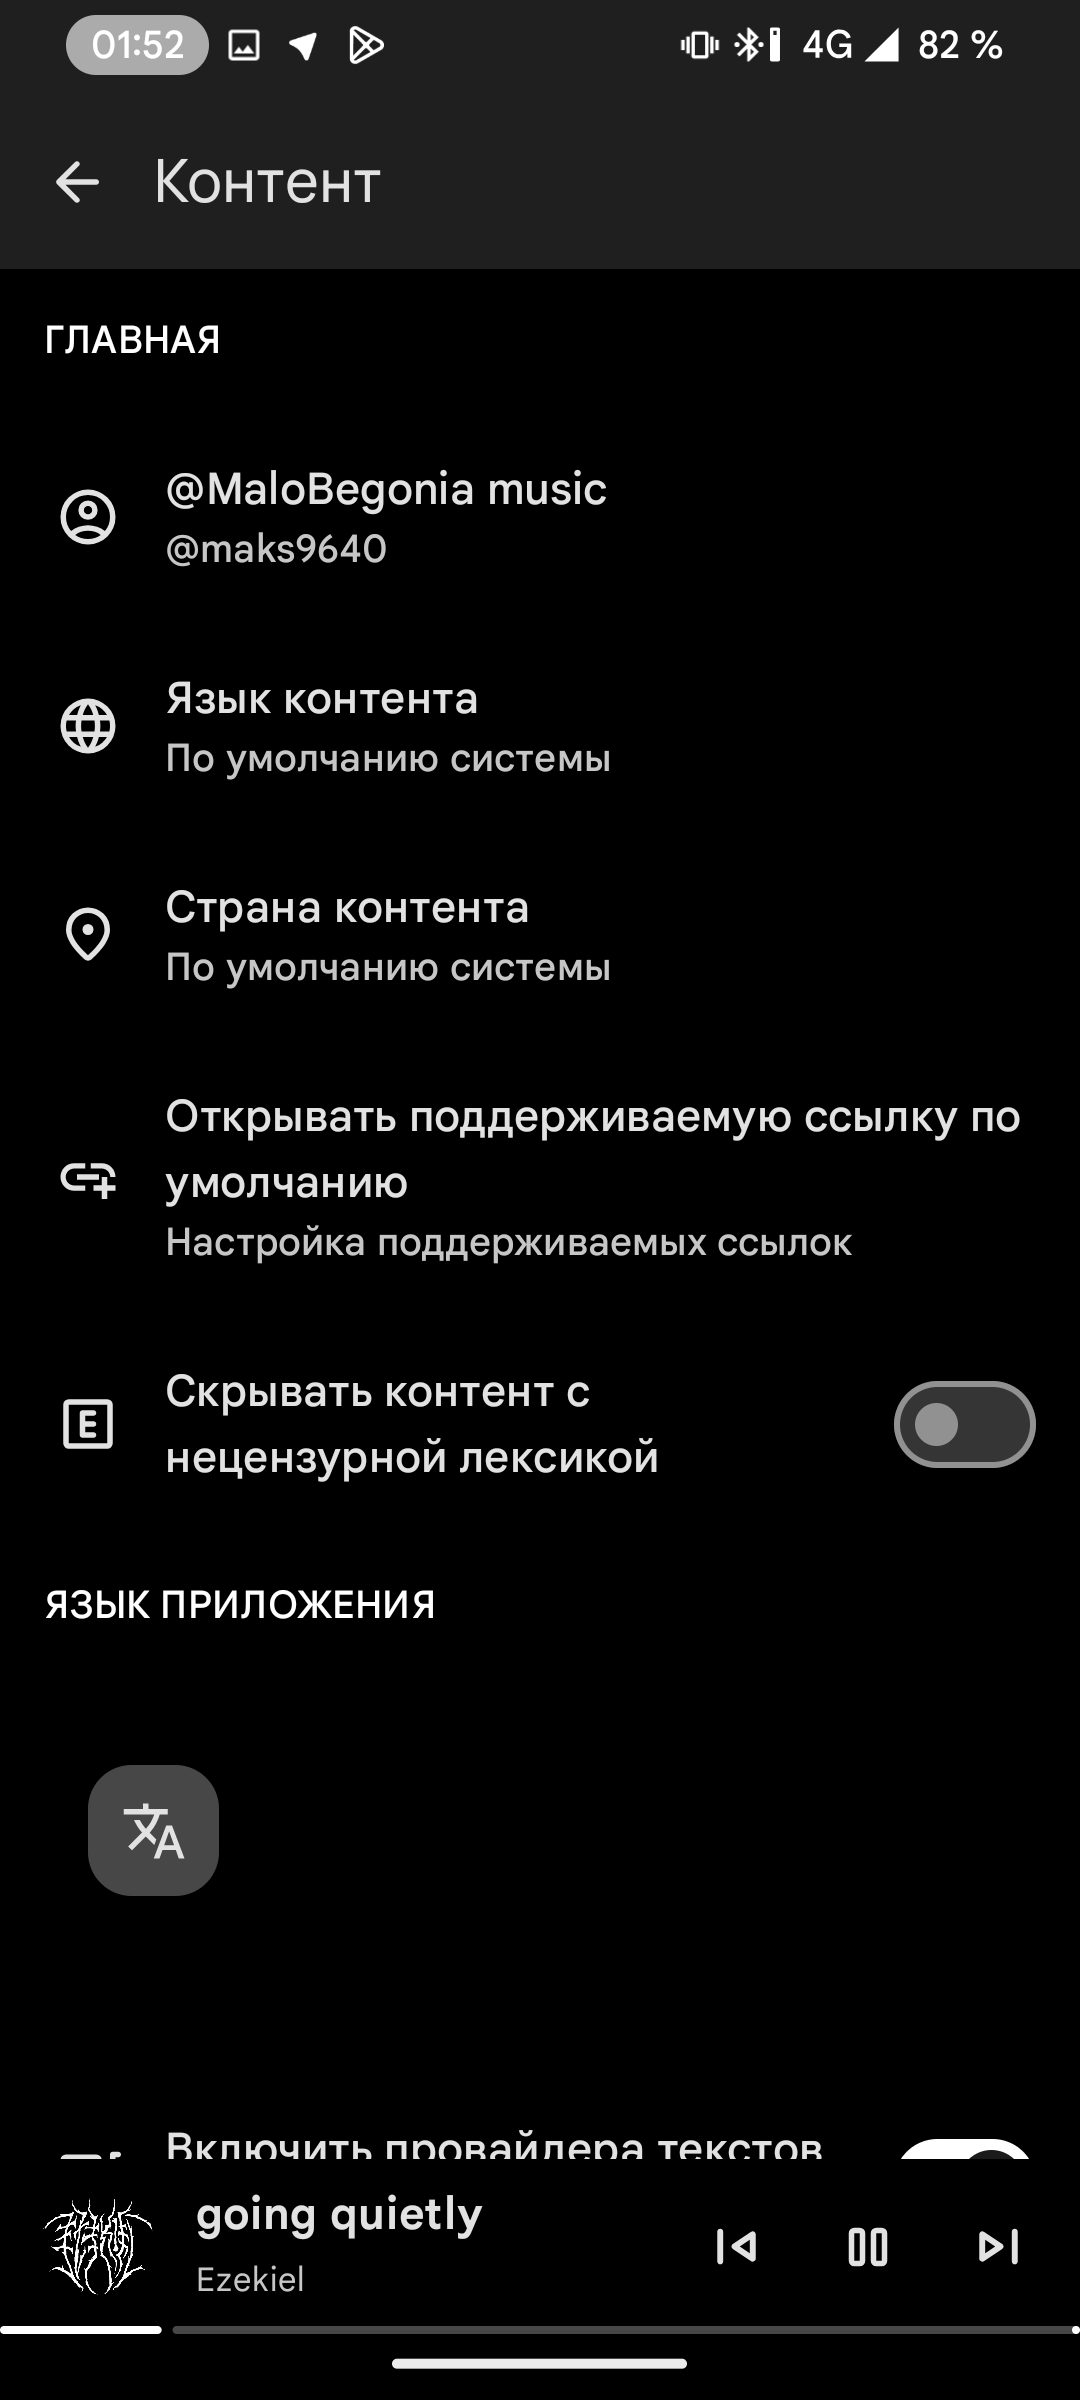 01:52
4G
82 %
Контент
ГЛАВНАЯ
@MaloBegonia music
@maks9640
Язык контента
По умолчанию системы
Страна контента
По умолчанию системы
Открывать поддерживаемую ссылку по
умолчанию
Настройка поддерживаемых ссылок
E
Скрывать контент с
нецензурной лексикой
ЯЗЫК ПРИЛОЖЕНИЯ
Включить провайдера текстов
going quietly
Ezekiel